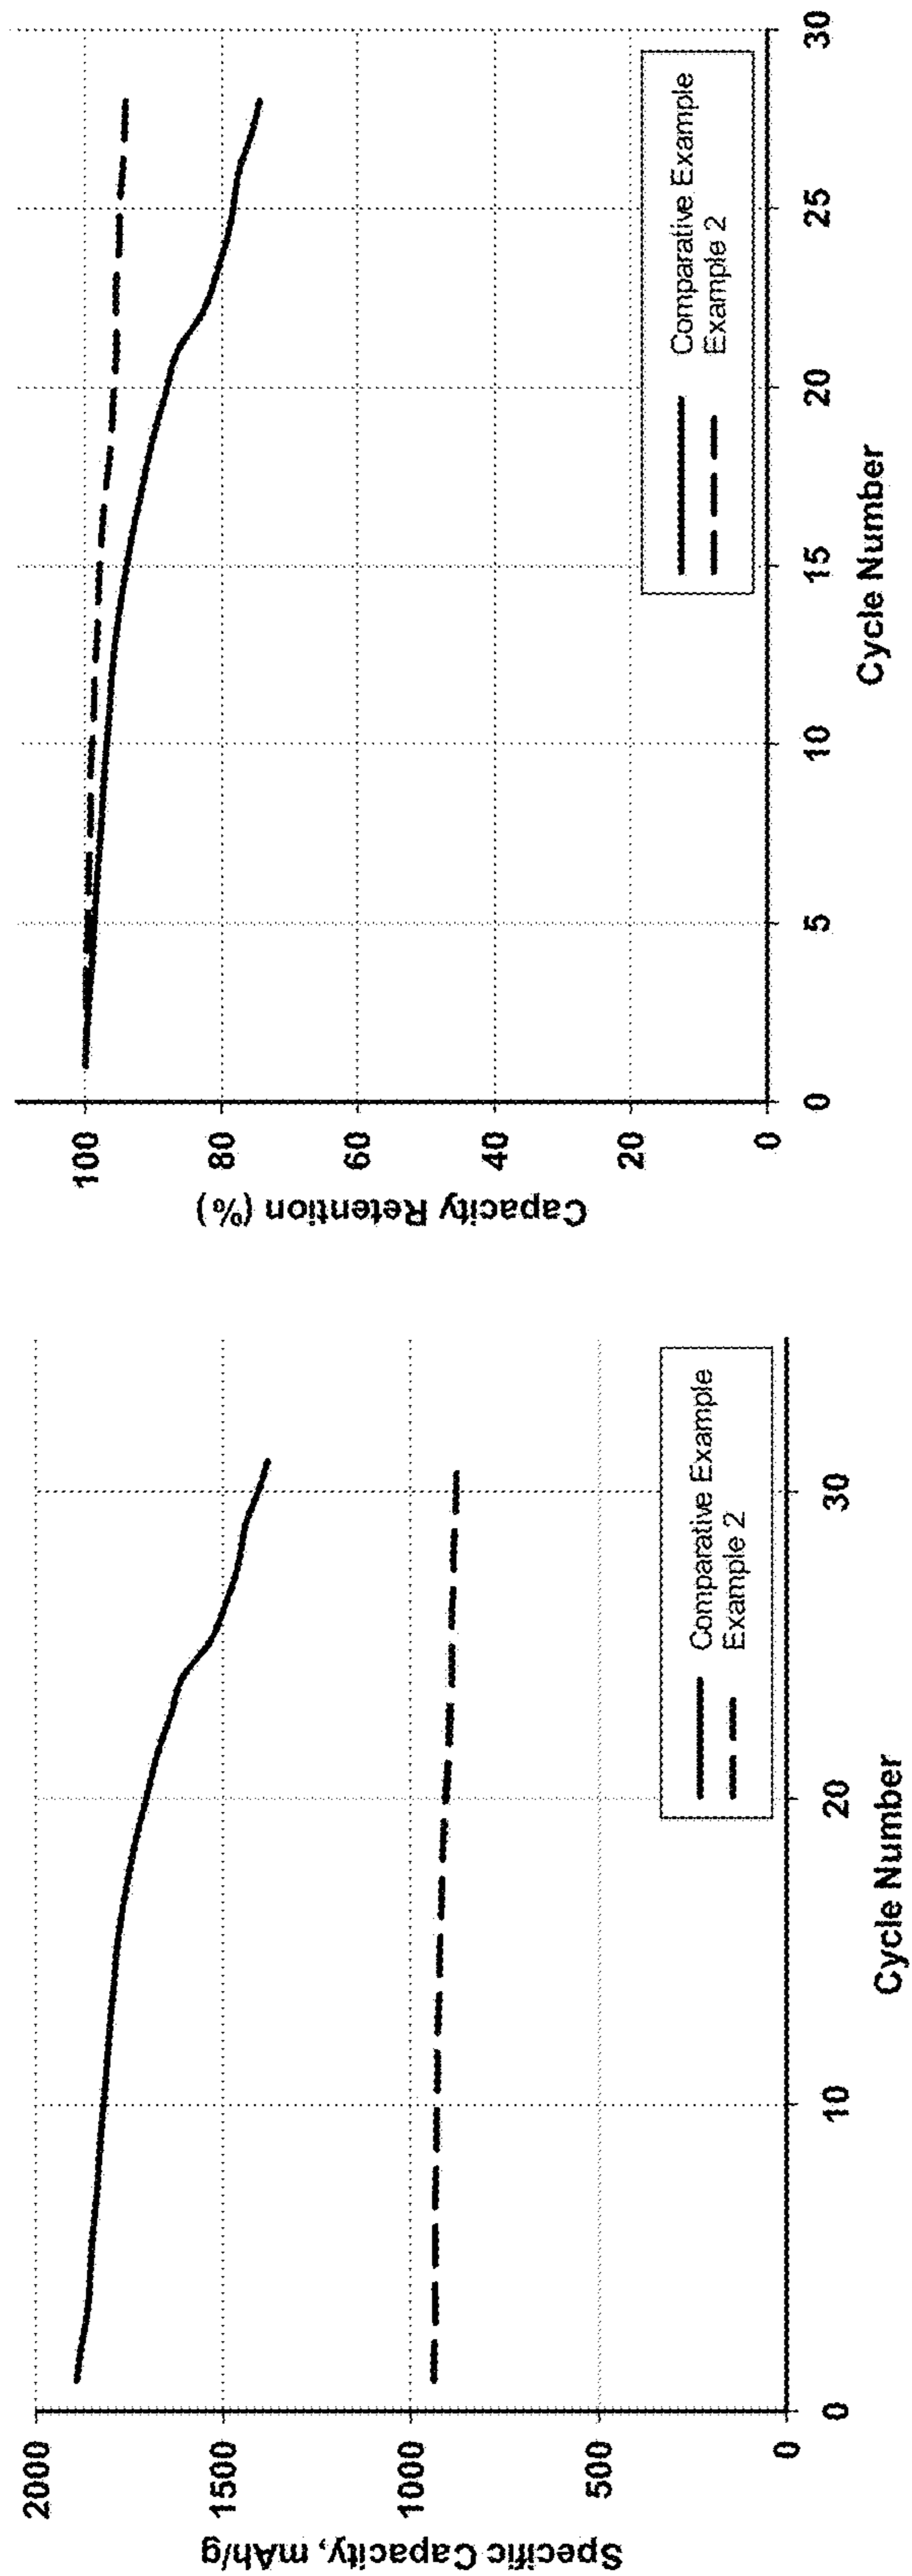 Specific Capacity, mAh/g
2000
1500
1000
500
0
0
10
20
30
Cycle Number
Comparative Example
Example 2
Capacity Retention (%)
100
80
60
40
20
0
0
5
10
15
20
25
30
Cycle Number
Comparative Example
Example 2